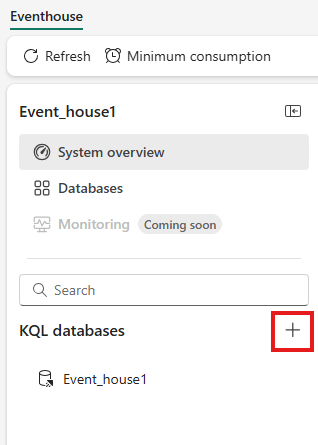 Eventhouse
Refresh Minimum consumption
Event_house1
System overview
Databases
Monitoring Coming soon
Search
KQL databases
Event_house1